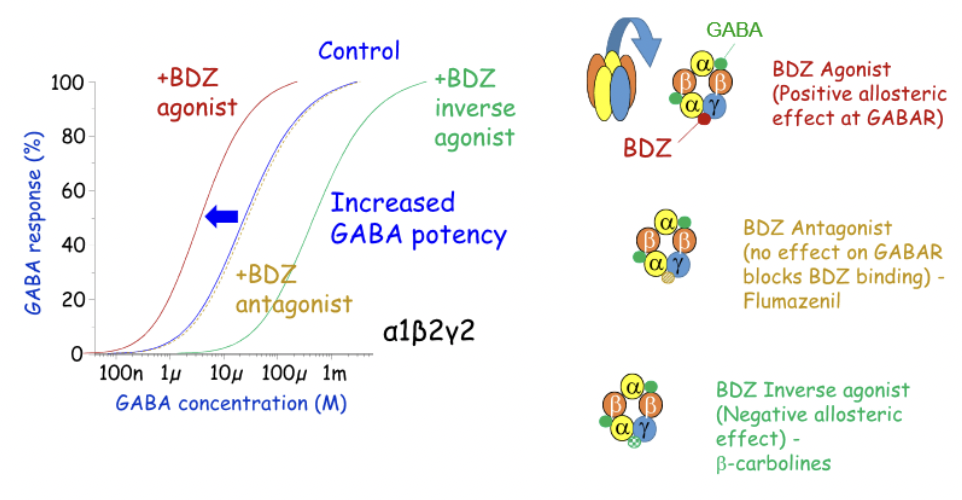 Control
+BDZ
agonist
+BDZ
inverse
agonist
100
80
60
40
20
0
GABA response (%)
Increased
GABA potency
+BDZ
antagonist
α1β2γ2
100n 1μ 10μ 100μ 1m
GABA concentration (M)
GABA
α
β β
α γ
BDZ
BDZ Agonist
(Positive allosteric
effect at GABAR)
α
β β
α γ
BDZ Antagonist
(no effect on GABAR
blocks BDZ binding) -
Flumazenil
α
β β
α γ
BDZ Inverse agonist
(Negative allosteric
effect) -
β-carbolines